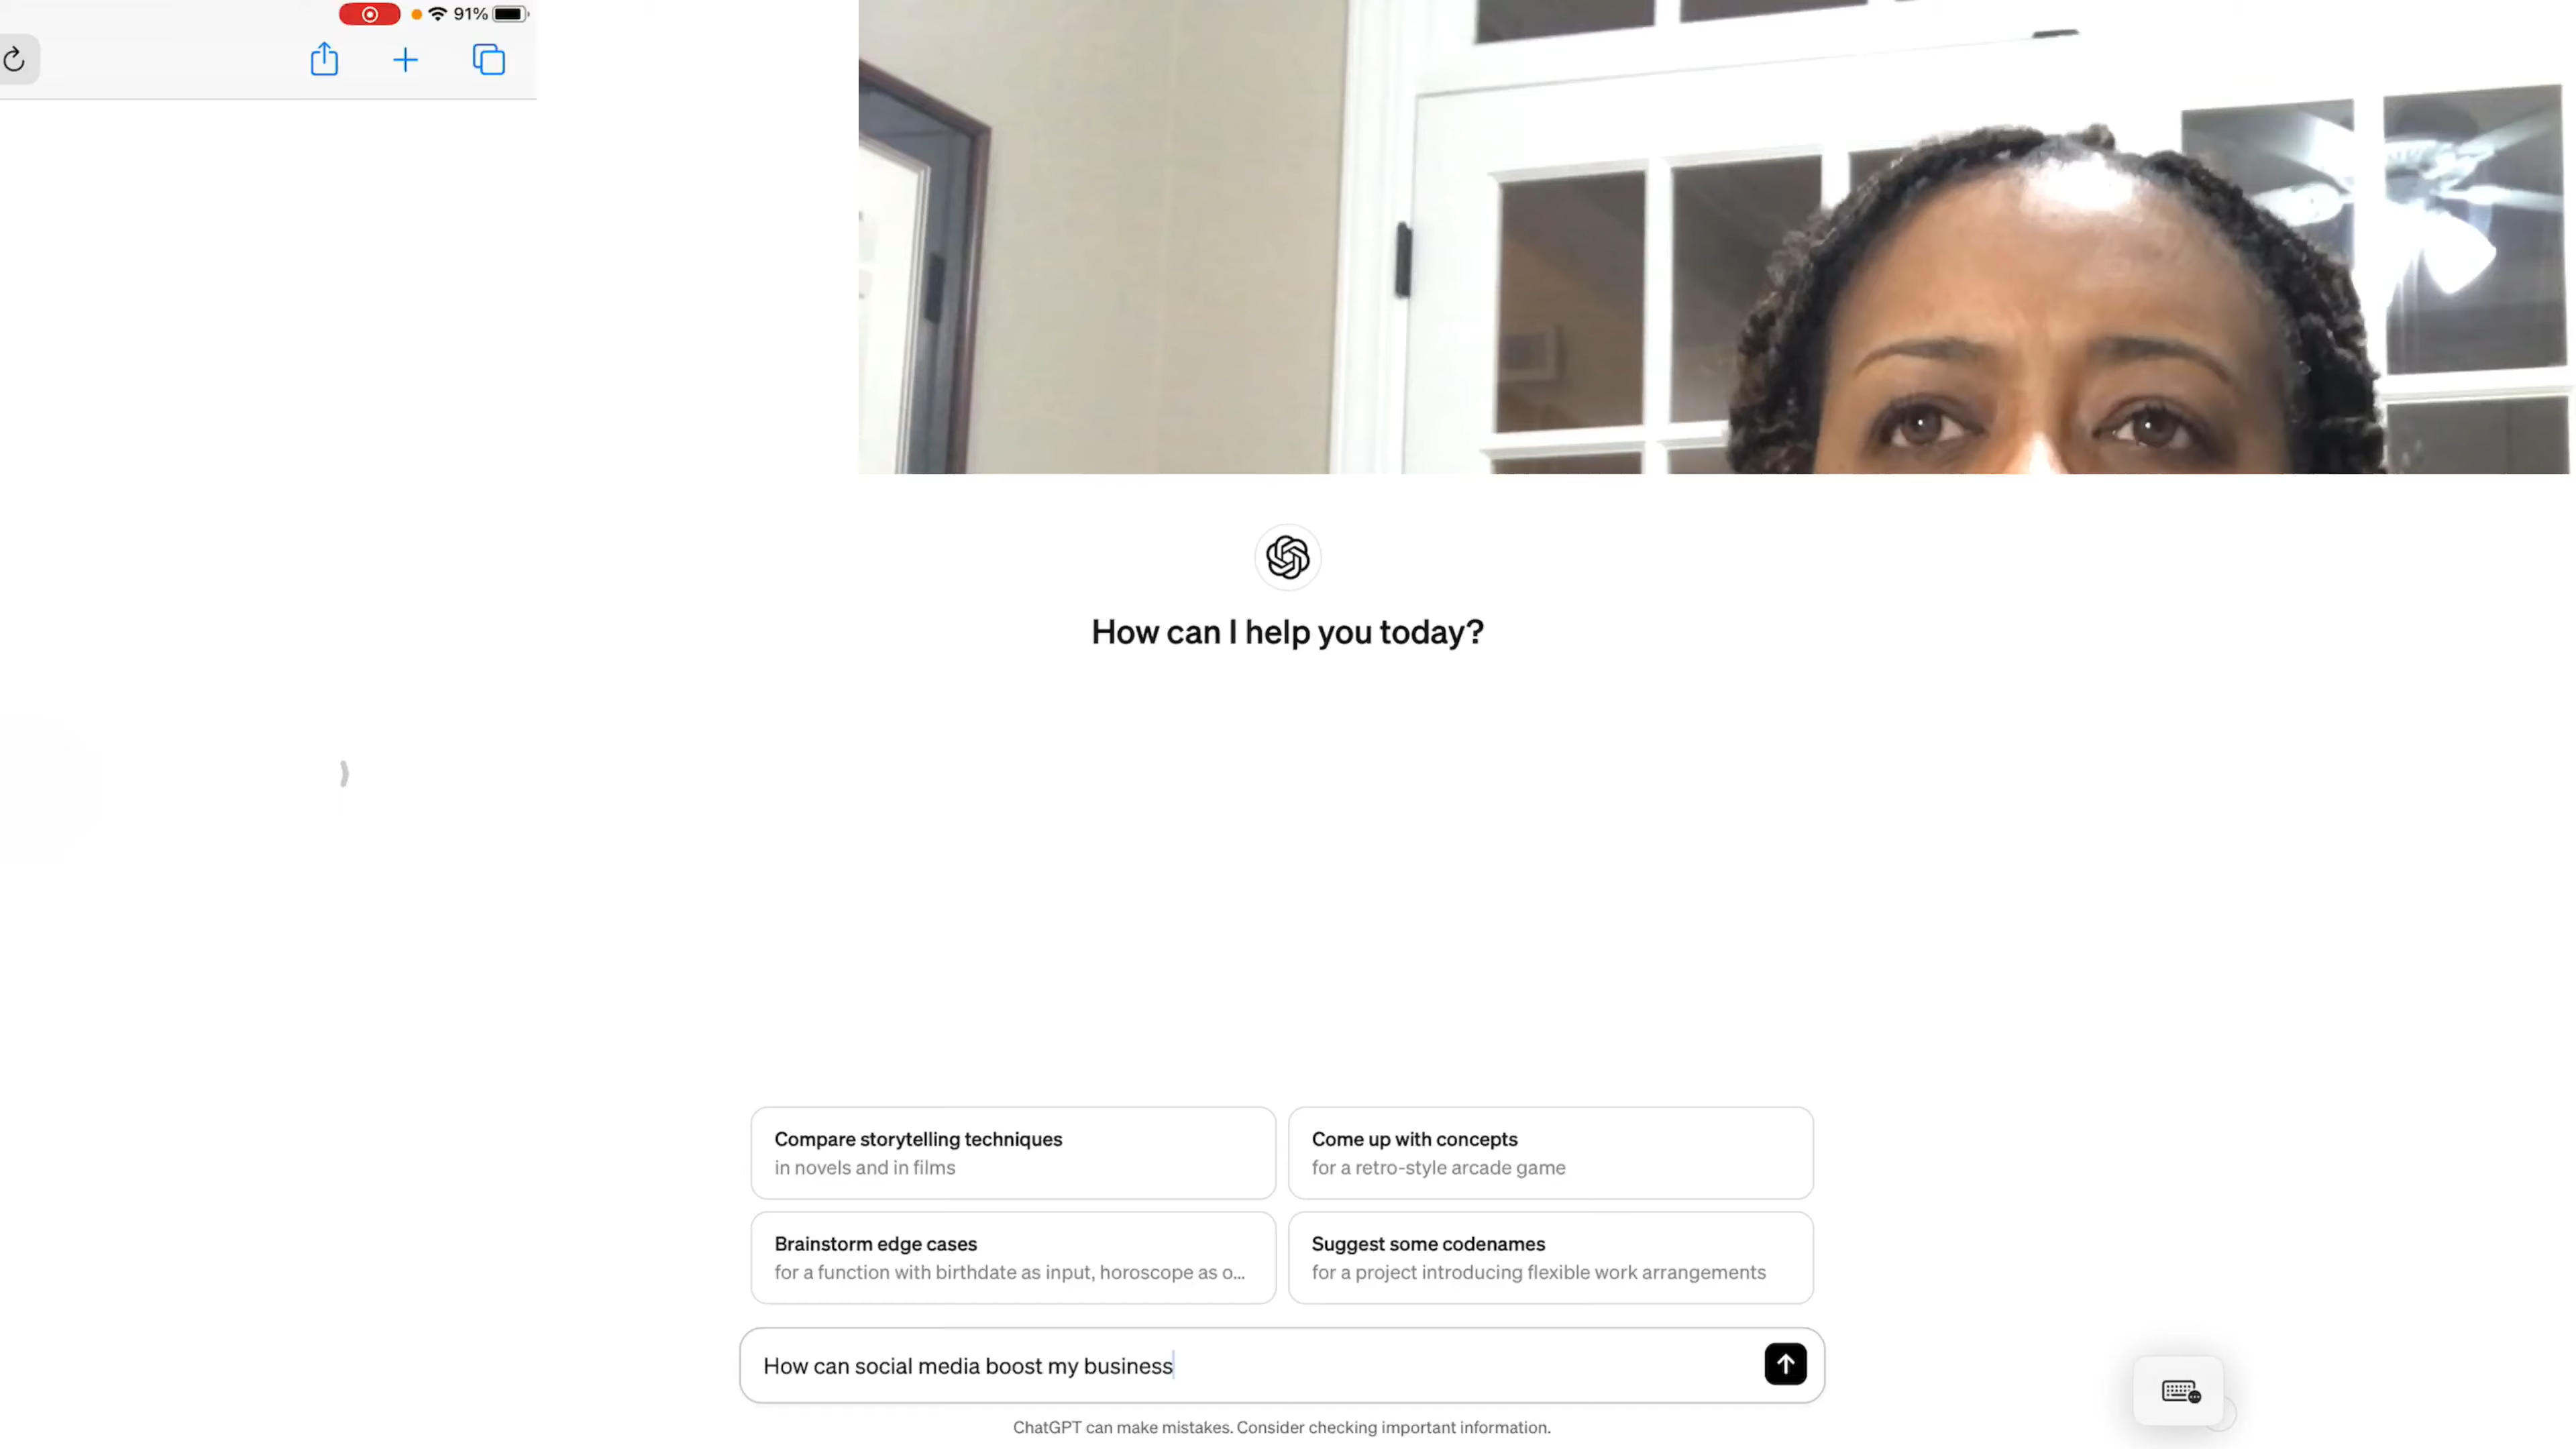 91%
How can I help you today?
Compare storytelling techniques
in novels and in films
Come up with concepts
for a retro-style arcade game
Brainstorm edge cases
for a function with birthdate as input, horoscope as o...
Suggest some codenames
for a project introducing flexible work arrangements
How can social media boost my business
ChatGPT can make mistakes. Consider checking important information.